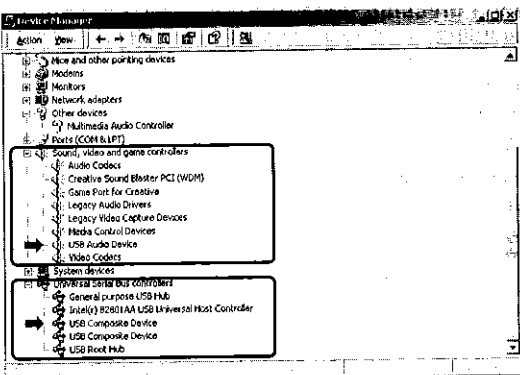 Device Manager
Action View
Mice and other pointing devices
Modems
Monitors
Network adapters
Other devices
Multimedia Audio Controller
Ports (COM & LPT)
Sound, video and game controllers
Audio Codecs
Creative Sound Blaster PCI (WDM)
Game Port for Creative
Legacy Audio Drivers
Legacy Video Capture Devices
Media Control Devices
USB Audio Device
Video Codecs
System devices
Universal Serial Bus controllers
General purpose USB Hub
Intel(r) 82801AA USB Universal Host Controller
USB Composite Device
USB Composite Device
USB Root Hub